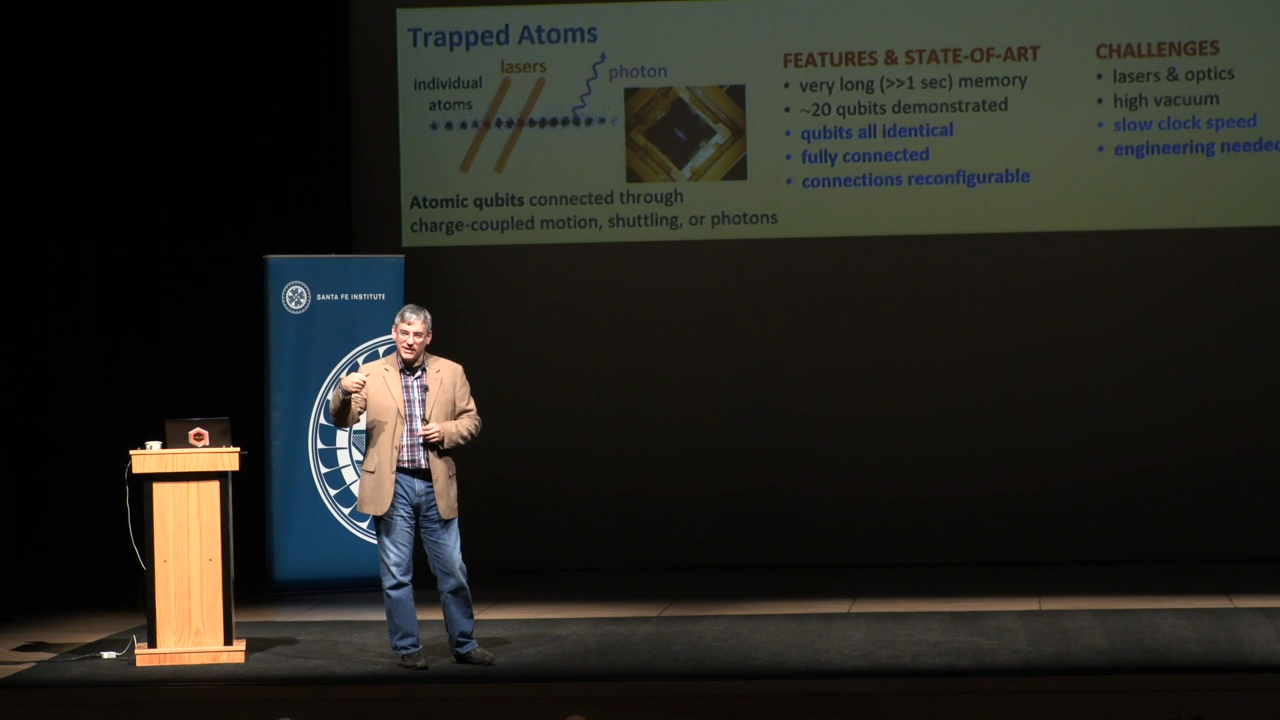 Trapped Atoms
individual
atoms
lasers
photon
Atomic qubits connected through
charge-coupled motion, shuttling, or photons
FEATURES & STATE-OF-ART
• very long (>>1 sec) memory
• ~20 qubits demonstrated
• qubits all identical
• fully connected
• connections reconfigurable
CHALLENGES
• lasers & optics
• high vacuum
• slow clock speed
• engineering needed
SANTA FE INSTITUTE